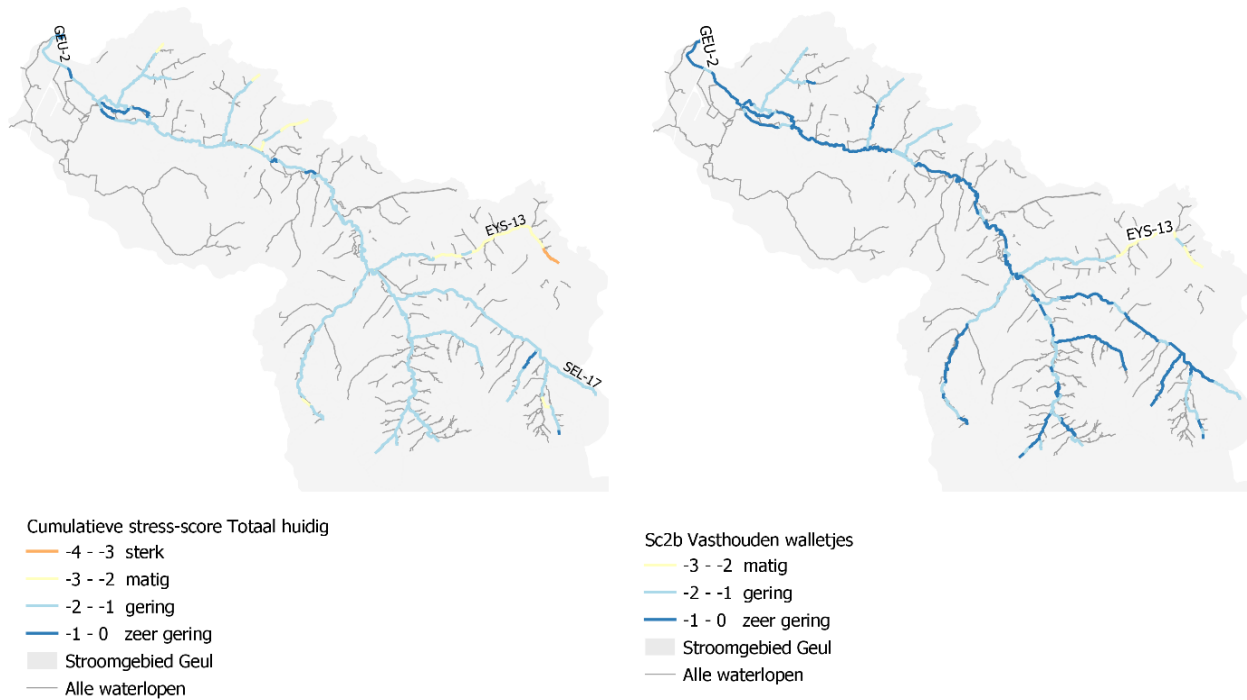 GEU-2
EYS-13
SEL-17
Cumulatieve stress-score Totaal huidig
-4 - -3 sterk
-3 - -2 matig
-2 - -1 gering
-1 - 0 zeer gering
Stroomgebied Geul
Alle waterlopen
GEU-2
EYS-13
Sc2b Vasthouden walletjes
-3 - -2 matig
-2 - -1 gering
-1 - 0 zeer gering
Stroomgebied Geul
Alle waterlopen